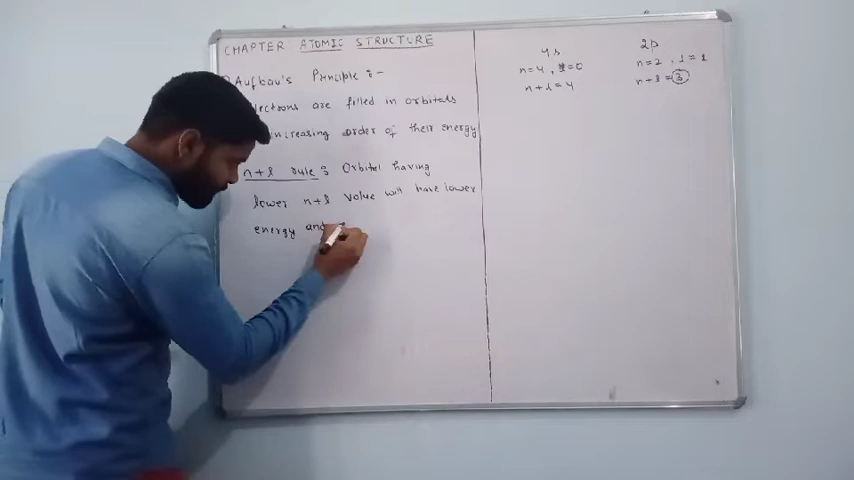 CHAPTER ATOMIC STRUCTURE
Aufbau's Principle :-
lectrons are filled in orbitals
increasing order of their energy
n+l rule : Orbital having
lower n+l value will have lower
energy and
4s
n=4, l=0
n+l=4
2p
n=2, l=1
n+l=3